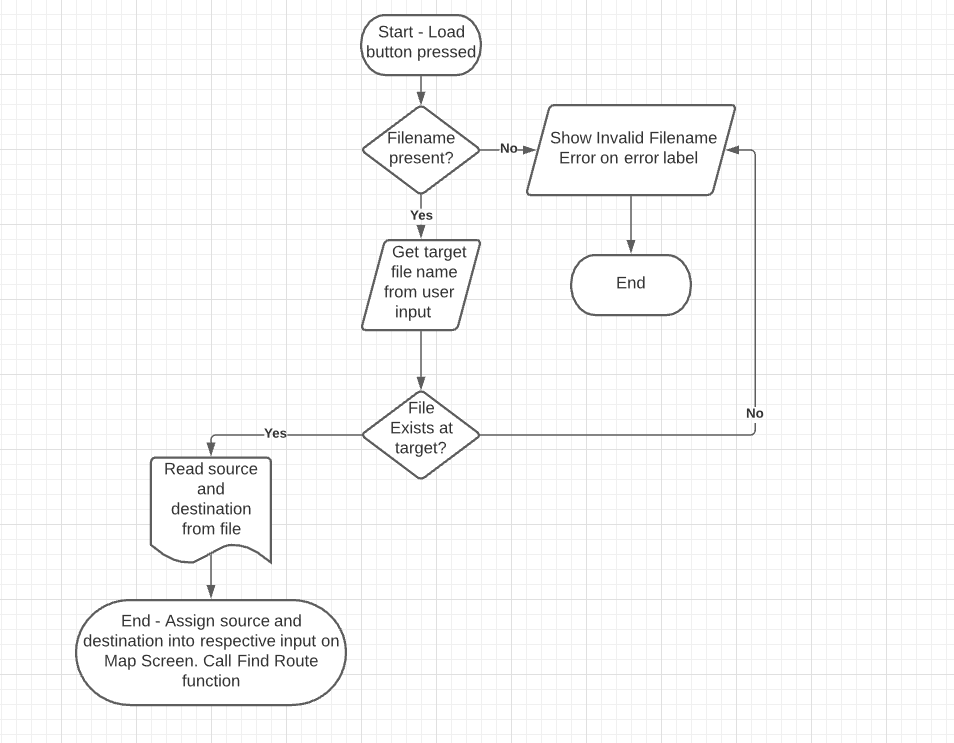 Start - Load
button pressed
Filename
present?
No
Show Invalid Filename
Error on error label
Yes
Get target
file name
from user
input
End
File
Exists at
target?
No
Yes
Read source
and
destination
from file
End - Assign source and
destination into respective input on
Map Screen. Call Find Route
function